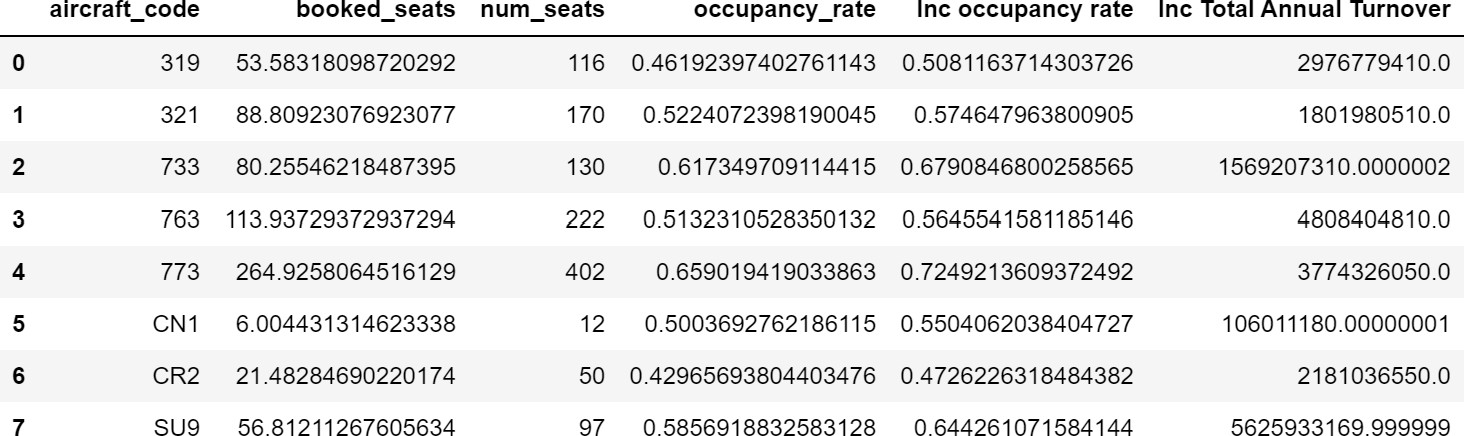 aircraft_code booked_seats num_seats occupancy_rate Inc occupancy rate Inc Total Annual Turnover
0 319 53.58318098720292 116 0.46192397402761143 0.5081163714303726 2976779410.0
1 321 88.80923076923077 170 0.5224072398190045 0.574647963800905 1801980510.0
2 733 80.25546218487395 130 0.617349709114415 0.6790846800258565 1569207310.0000002
3 763 113.93729372937294 222 0.5132310528350132 0.5645541581185146 4808404810.0
4 773 264.9258064516129 402 0.659019419033863 0.7249213609372492 3774326050.0
5 CN1 6.004431314623338 12 0.5003692762186115 0.5504062038404727 106011180.00000001
6 CR2 21.48284690220174 50 0.42965693804403476 0.4726226318484382 2181036550.0
7 SU9 56.81211267605634 97 0.5856918832583128 0.644261071584144 5625933169.999999